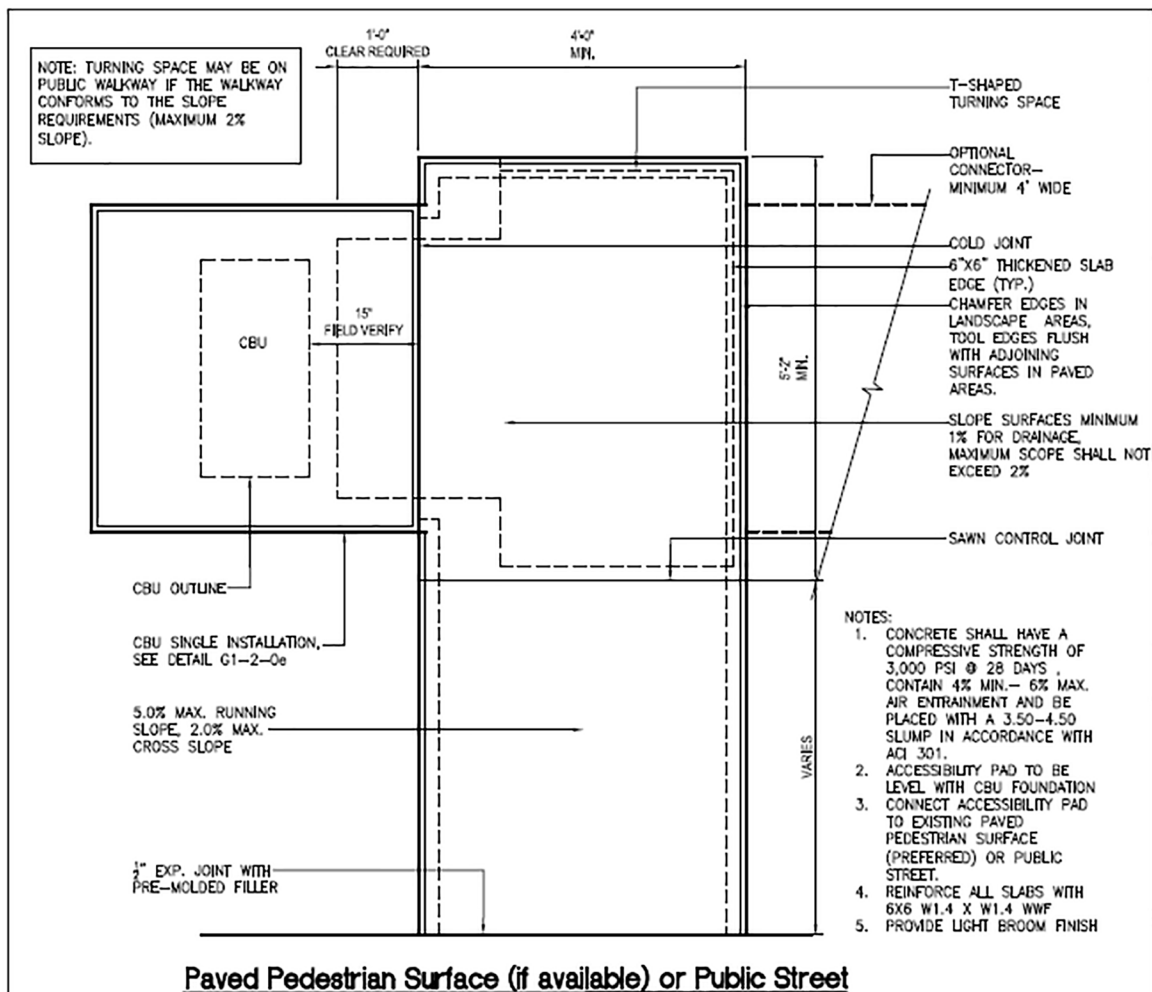 1'-0"
CLEAR REQUIRED
4'-0"
MIN.
NOTE: TURNING SPACE MAY BE ON
PUBLIC WALKWAY IF THE WALKWAY
CONFORMS TO THE SLOPE
REQUIREMENTS (MAXIMUM 2%
SLOPE).
T-SHAPED
TURNING SPACE
OPTIONAL
CONNECTOR-
MINIMUM 4' WIDE
COLD JOINT
6"X6" THICKENED SLAB
EDGE (TYP.)
CHAMFER EDGES IN
LANDSCAPE AREAS,
TOOL EDGES FLUSH
WITH ADJOINING
SURFACES IN PAVED
AREAS.
15"
FIELD VERIFY
CBU
5'-2"
MIN.
SLOPE SURFACES MINIMUM
1% FOR DRAINAGE,
MAXIMUM SCOPE SHALL NOT
EXCEED 2%
SAWN CONTROL JOINT
CBU OUTLINE
CBU SINGLE INSTALLATION,
SEE DETAIL G1-2-0e
5.0% MAX. RUNNING
SLOPE, 2.0% MAX.
CROSS SLOPE
VARIES
½" EXP. JOINT WITH
PRE-MOLDED FILLER
NOTES:
1. CONCRETE SHALL HAVE A
COMPRESSIVE STRENGTH OF
3,000 PSI @ 28 DAYS ,
CONTAIN 4% MIN.- 6% MAX.
AIR ENTRAINMENT AND BE
PLACED WITH A 3.50-4.50
SLUMP IN ACCORDANCE WITH
ACI 301.
2. ACCESSIBILITY PAD TO BE
LEVEL WITH CBU FOUNDATION
3. CONNECT ACCESSIBILITY PAD
TO EXISTING PAVED
PEDESTRIAN SURFACE
(PREFERRED) OR PUBLIC
STREET.
4. REINFORCE ALL SLABS WITH
6X6 W1.4 X W1.4 WWF
5. PROVIDE LIGHT BROOM FINISH
Paved Pedestrian Surface (if available) or Public Street